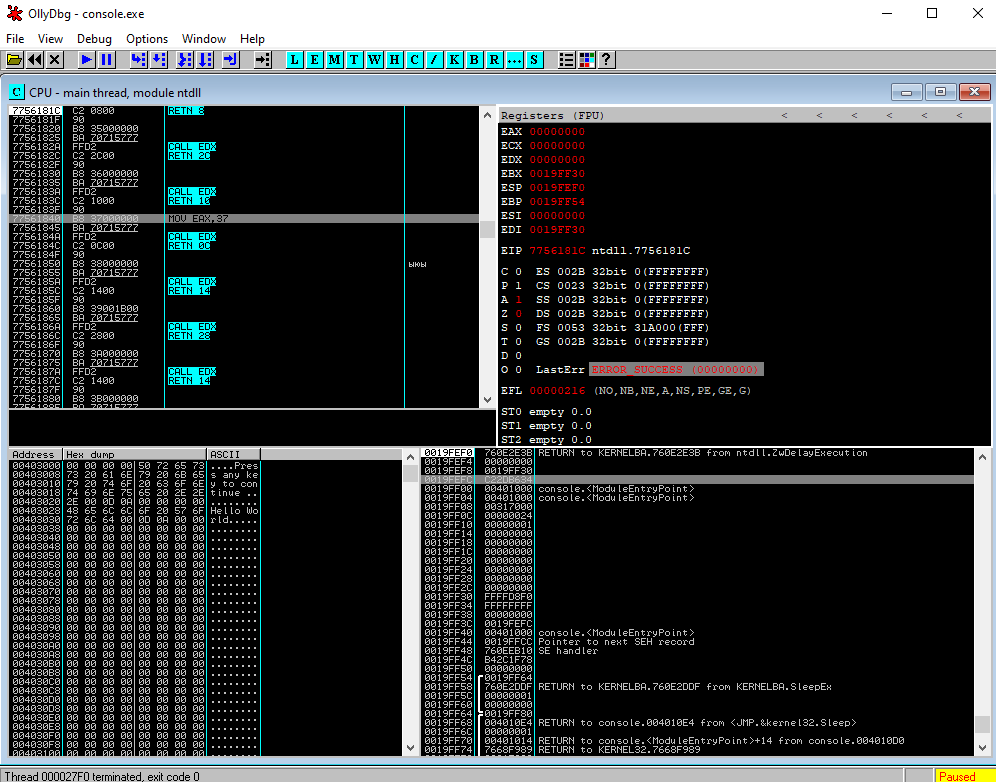 OllyDbg - console.exe
File View Debug Options Window Help
L E M T W H C / K B R ... S ?
C CPU - main thread, module ntdll
7756181C C2 0800 RETN 8
7756181F 90
77561820 B8 35000000
77561825 BA 70715777
7756182A FFD2 CALL EDX
7756182C C2 2C00 RETN 2C
7756182F 90
77561830 B8 36000000
77561835 BA 70715777
7756183A FFD2 CALL EDX
7756183C C2 1000 RETN 10
7756183F 90
77561840 B8 37000000 MOV EAX,37
77561845 BA 70715777
7756184A FFD2 CALL EDX
7756184C C2 0C00 RETN 0C
7756184F 90
77561850 B8 38000000 ыюы
77561855 BA 70715777
7756185A FFD2 CALL EDX
7756185C C2 1400 RETN 14
7756185F 90
77561860 B8 39001B00
77561865 BA 70715777
7756186A FFD2 CALL EDX
7756186C C2 2800 RETN 28
7756186F 90
77561870 B8 3A000000
77561875 BA 70715777
7756187A FFD2 CALL EDX
7756187C C2 1400 RETN 14
7756187F 90
77561880 B8 3B000000
77561885 BA 70715777
Registers (FPU) < < < < < <
EAX 00000000
ECX 00000000
EDX 00000000
EBX 0019FF30
ESP 0019FEF0
EBP 0019FF54
ESI 00000000
EDI 0019FF30
EIP 7756181C ntdll.7756181C
C 0 ES 002B 32bit 0(FFFFFFFF)
P 1 CS 0023 32bit 0(FFFFFFFF)
A 1 SS 002B 32bit 0(FFFFFFFF)
Z 0 DS 002B 32bit 0(FFFFFFFF)
S 0 FS 0053 32bit 31A000(FFF)
T 0 GS 002B 32bit 0(FFFFFFFF)
D 0
O 0 LastErr ERROR_SUCCESS (00000000)
EFL 00000216 (NO,NB,NE,A,NS,PE,GE,G)
ST0 empty 0.0
ST1 empty 0.0
ST2 empty 0.0
Address Hex dump ASCII
00403000 00 00 00 00 50 72 65 73 ....Pres
00403008 73 20 61 6E 79 20 6B 65 s any ke
00403010 79 20 74 6F 20 63 6F 6E y to con
00403018 74 69 6E 75 65 20 2E 2E tinue ..
00403020 2E 00 0D 0A 00 00 00 00 ........
00403028 48 65 6C 6C 6F 20 57 6F Hello Wo
00403030 72 6C 64 00 0D 0A 00 00 rld.....
00403038 00 00 00 00 00 00 00 00 ........
00403040 00 00 00 00 00 00 00 00 ........
00403048 00 00 00 00 00 00 00 00 ........
00403050 00 00 00 00 00 00 00 00 ........
00403058 00 00 00 00 00 00 00 00 ........
00403060 00 00 00 00 00 00 00 00 ........
00403068 00 00 00 00 00 00 00 00 ........
00403070 00 00 00 00 00 00 00 00 ........
00403078 00 00 00 00 00 00 00 00 ........
00403080 00 00 00 00 00 00 00 00 ........
00403088 00 00 00 00 00 00 00 00 ........
00403090 00 00 00 00 00 00 00 00 ........
00403098 00 00 00 00 00 00 00 00 ........
004030A0 00 00 00 00 00 00 00 00 ........
004030A8 00 00 00 00 00 00 00 00 ........
004030B0 00 00 00 00 00 00 00 00 ........
004030B8 00 00 00 00 00 00 00 00 ........
004030C0 00 00 00 00 00 00 00 00 ........
004030C8 00 00 00 00 00 00 00 00 ........
004030D0 00 00 00 00 00 00 00 00 ........
004030D8 00 00 00 00 00 00 00 00 ........
004030E0 00 00 00 00 00 00 00 00 ........
004030E8 00 00 00 00 00 00 00 00 ........
004030F0 00 00 00 00 00 00 00 00 ........
004030F8 00 00 00 00 00 00 00 00 ........
00403100 00 00 00 00 00 00 00 00 ........
0019FEF0 760E2E3B RETURN to KERNELBA.760E2E3B from ntdll.ZwDelayExecution
0019FEF4 00000000
0019FEF8 0019FF30
0019FEFC C22DB634
0019FF00 00401000 console.<ModuleEntryPoint>
0019FF04 00401000 console.<ModuleEntryPoint>
0019FF08 00317000
0019FF0C 00000024
0019FF10 00000001
0019FF14 00000000
0019FF18 00000000
0019FF1C 00000000
0019FF20 00000000
0019FF24 00000000
0019FF28 00000000
0019FF2C 00000000
0019FF30 FFFFD8F0
0019FF34 FFFFFFFF
0019FF38 00000000
0019FF3C 0019FEFC
0019FF40 00401000 console.<ModuleEntryPoint>
0019FF44 0019FFCC Pointer to next SEH record
0019FF48 760EEB10 SE handler
0019FF4C B42C1F78
0019FF50 00000000
0019FF54 0019FF64
0019FF58 760E2DDF RETURN to KERNELBA.760E2DDF from KERNELBA.SleepEx
0019FF5C 00000001
0019FF60 00000000
0019FF64 0019FF80
0019FF68 004010E4 RETURN to console.004010E4 from <JMP.&kernel32.Sleep>
0019FF6C 00000001
0019FF70 00401014 RETURN to console.<ModuleEntryPoint>+14 from console.004010D0
0019FF74 7668F989 RETURN to KERNEL32.7668F989
Thread 000027F0 terminated, exit code 0 Paused